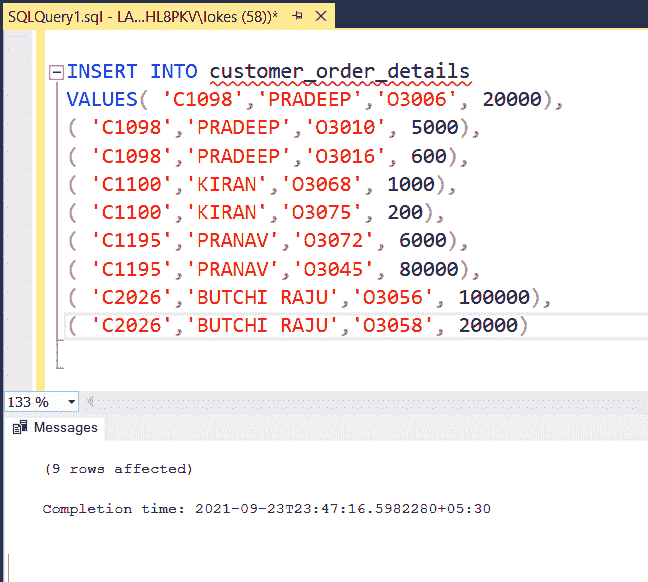 SQLQuery1.sql - LA...HL8PKV\lokes (58))*
INSERT INTO customer_order_details
VALUES( 'C1098','PRADEEP','O3006', 20000),
( 'C1098','PRADEEP','O3010', 5000),
( 'C1098','PRADEEP','O3016', 600),
( 'C1100','KIRAN','O3068', 1000),
( 'C1100','KIRAN','O3075', 200),
( 'C1195','PRANAV','O3072', 6000),
( 'C1195','PRANAV','O3045', 80000),
( 'C2026','BUTCHI RAJU','O3056', 100000),
( 'C2026','BUTCHI RAJU','O3058', 20000)
133 %
Messages
(9 rows affected)
Completion time: 2021-09-23T23:47:16.5982280+05:30